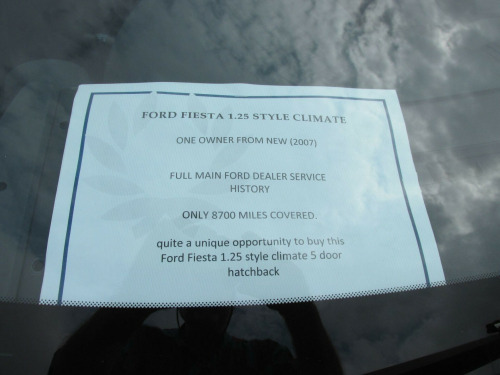 FORD FIESTA 1.25 STYLE CLIMATE
ONE OWNER FROM NEW (2007)
FULL MAIN FORD DEALER SERVICE
HISTORY
ONLY 8700 MILES COVERED.
quite a unique opportunity to buy this
Ford Fiesta 1.25 style climate 5 door
hatchback